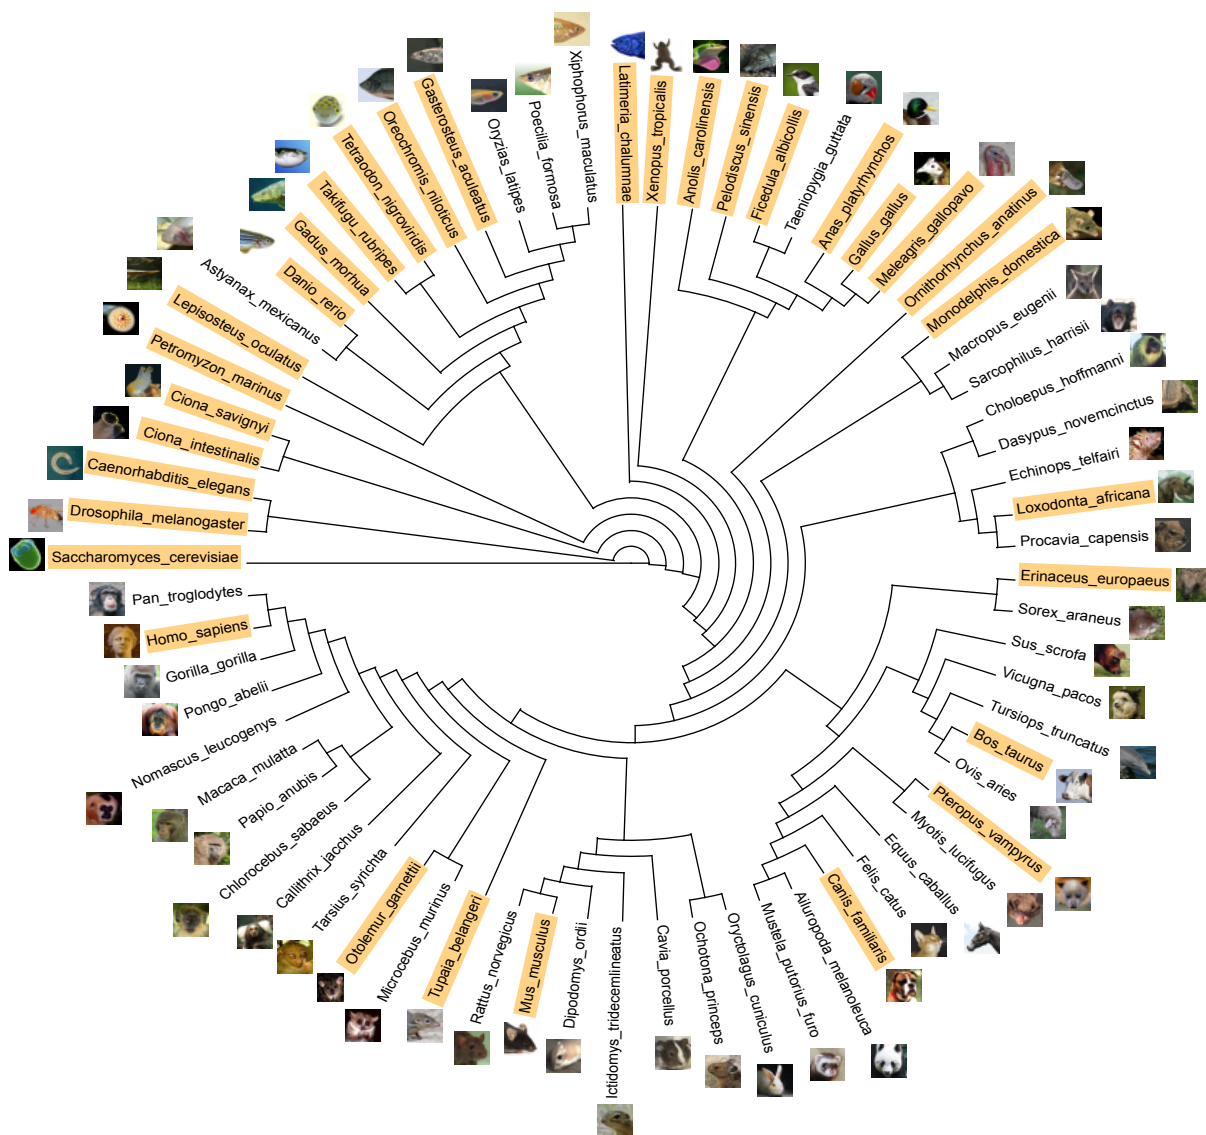 Saccharomyces_cerevisiae
Drosophila_melanogaster
Caenorhabditis_elegans
Ciona_intestinalis
Ciona_savignyi
Petromyzon_marinus
Lepisosteus_oculatus
Astyanax_mexicanus
Danio_rerio
Gadus_morhua
Takifugu_rubripes
Tetraodon_nigroviridis
Oreochromis_niloticus
Gasterosteus_aculeatus
Oryzias_latipes
Poecilia_formosa
Xiphophorus_maculatus
Latimeria_chalumnae
Xenopus_tropicalis
Anolis_carolinensis
Pelodiscus_sinensis
Ficedula_albicollis
Taeniopygia_guttata
Anas_platyrhynchos
Gallus_gallus
Meleagris_gallopavo
Ornithorhynchus_anatinus
Monodelphis_domestica
Macropus_eugenii
Sarcophilus_harrisii
Choloepus_hoffmanni
Dasypus_novemcinctus
Echinops_telfairi
Loxodonta_africana
Procavia_capensis
Erinaceus_europaeus
Sorex_araneus
Sus_scrofa
Vicugna_pacos
Tursiops_truncatus
Bos_taurus
Ovis_aries
Pteropus_vampyrus
Myotis_lucifugus
Equus_caballus
Felis_catus
Canis_familiaris
Ailuropoda_melanoleuca
Mustela_putorius_furo
Oryctolagus_cuniculus
Ochotona_princeps
Cavia_porcellus
Ictidomys_tridecemlineatus
Dipodomys_ordii
Mus_musculus
Rattus_norvegicus
Tupaia_belangeri
Microcebus_murinus
Otolemur_garnettii
Tarsius_syrichta
Callithrix_jacchus
Chlorocebus_sabaeus
Papio_anubis
Macaca_mulatta
Nomascus_leucogenys
Pongo_abelii
Gorilla_gorilla
Homo_sapiens
Pan_troglodytes